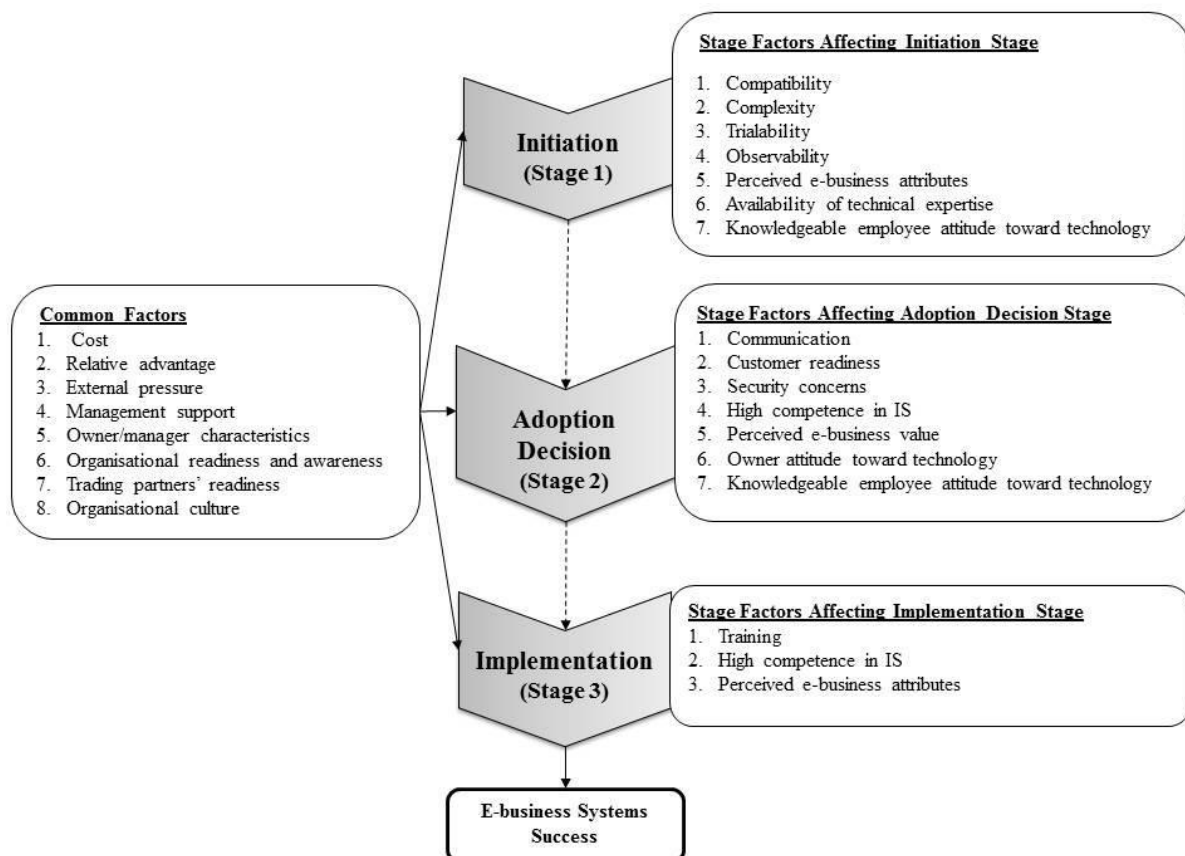 Stage Factors Affecting Initiation Stage
1. Compatibility
2. Complexity
3. Trialability
4. Observability
5. Perceived e-business attributes
6. Availability of technical expertise
7. Knowledgeable employee attitude toward technology
Initiation
(Stage 1)
Common Factors
1. Cost
2. Relative advantage
3. External pressure
4. Management support
5. Owner/manager characteristics
6. Organisational readiness and awareness
7. Trading partners’ readiness
8. Organisational culture
Adoption
Decision
(Stage 2)
Stage Factors Affecting Adoption Decision Stage
1. Communication
2. Customer readiness
3. Security concerns
4. High competence in IS
5. Perceived e-business value
6. Owner attitude toward technology
7. Knowledgeable employee attitude toward technology
Implementation
(Stage 3)
Stage Factors Affecting Implementation Stage
1. Training
2. High competence in IS
3. Perceived e-business attributes
E-business Systems
Success